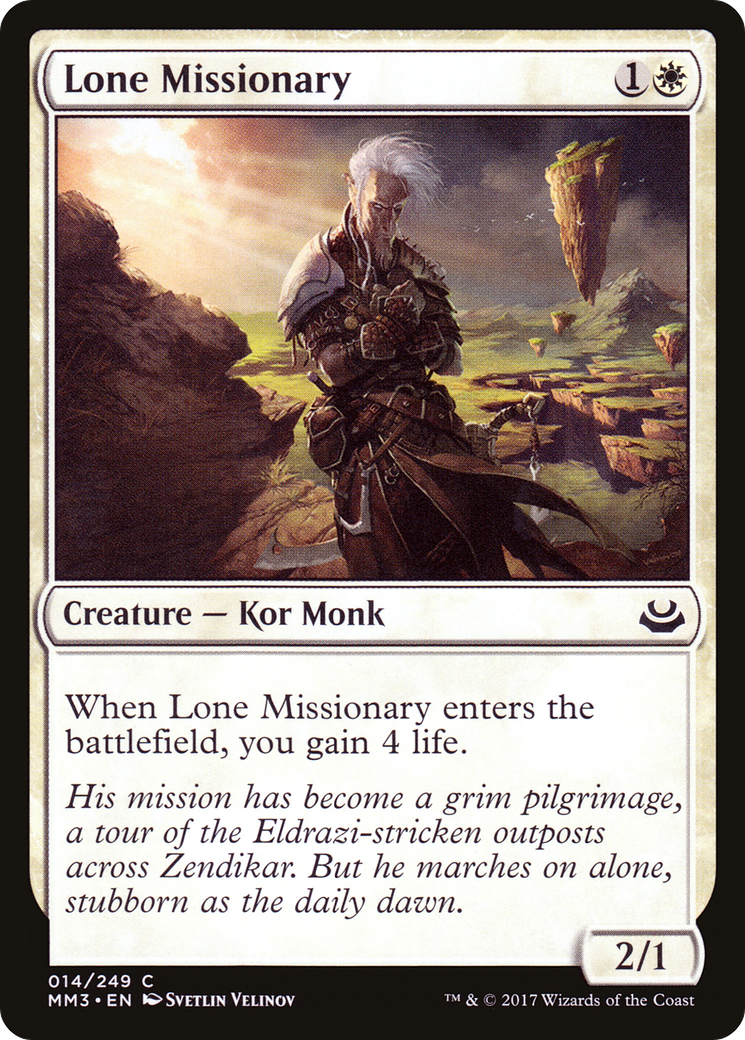 Lone Missionary
1
Creature — Kor Monk
When Lone Missionary enters the
battlefield, you gain 4 life.
His mission has become a grim pilgrimage,
a tour of the Eldrazi-stricken outposts
across Zendikar. But he marches on alone,
stubborn as the daily dawn.
2/1
014/249 C
MM3 • EN Svetlin Velinov
™ & © 2017 Wizards of the Coast